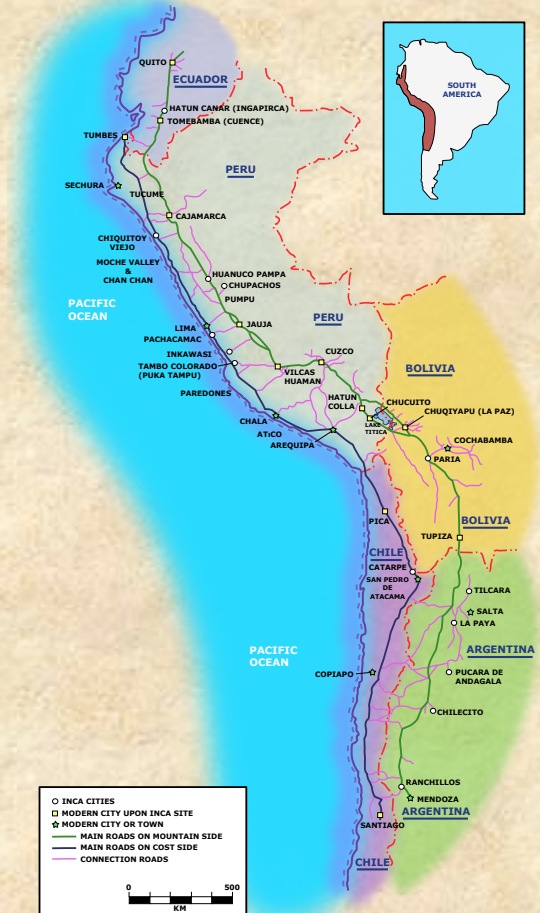 SOUTH
AMERICA
QUITO
ECUADOR
HATUN CANAR (INGAPIRCA)
TOMEBAMBA (CUENCE)
TUMBES
PERU
SECHURA
TUCUME
CAJAMARCA
CHIQUITOY
VIEJO
MOCHE VALLEY
&
CHAN CHAN
HUANUCO PAMPA
CHUPACHOS
PUMPU
PACIFIC
OCEAN
LIMA
JAUJA
PERU
PACHACAMAC
INKAWASI
CUZCO
TAMBO COLORADO
(PUKA TAMPU)
VILCAS
HUAMAN
BOLIVIA
PAREDONES
HATUN
COLLA
CHUCUITO
CHUQIYAPU (LA PAZ)
CHALA
LAKE
TITICA
ATICO
AREQUIPA
COCHABAMBA
PARIA
PICA
BOLIVIA
TUPIZA
CHILE
CATARPE
SAN PEDRO
DE
ATACAMA
TILCARA
SALTA
LA PAYA
ARGENTINA
PACIFIC
OCEAN
COPIAPO
PUCARA DE
ANDAGALA
CHILECITO
RANCHILLOS
MENDOZA
ARGENTINA
SANTIAGO
CHILE
INCA CITIES
MODERN CITY UPON INCA SITE
MODERN CITY OR TOWN
MAIN ROADS ON MOUNTAIN SIDE
MAIN ROADS ON COST SIDE
CONNECTION ROADS
0 500
KM